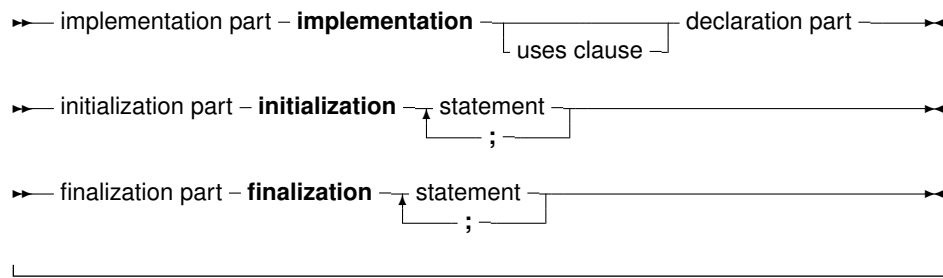 implementation part implementation declaration part
uses clause
initialization part initialization statement
;
finalization part finalization statement
;